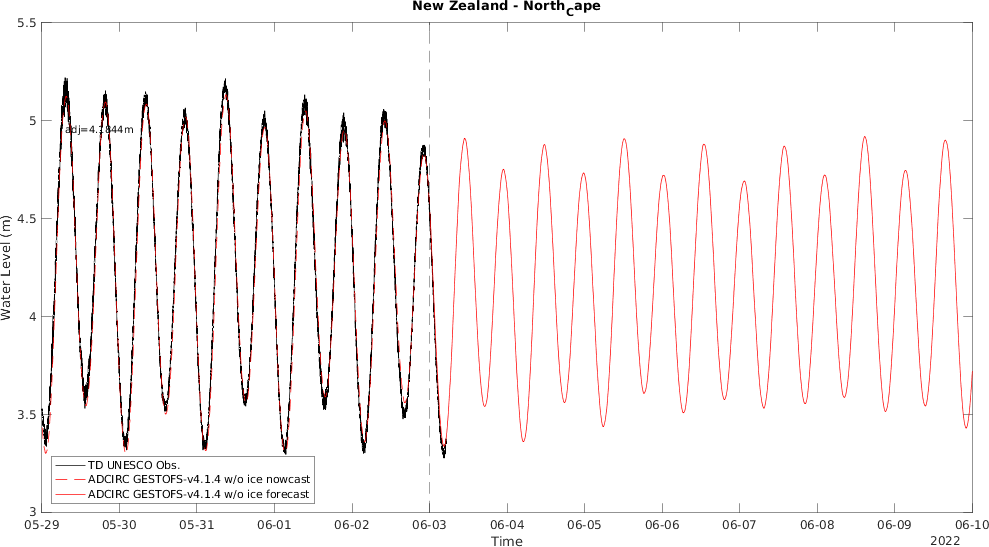 New Zealand - NorthCape
5.5
5
4.5
4
3.5
3
Water Level (m)
adj=4.1844m
TD UNESCO Obs.
ADCIRC GESTOFS-v4.1.4 w/o ice nowcast
ADCIRC GESTOFS-v4.1.4 w/o ice forecast
05-29 05-30 05-31 06-01 06-02 06-03 06-04 06-05 06-06 06-07 06-08 06-09 06-10
Time
2022